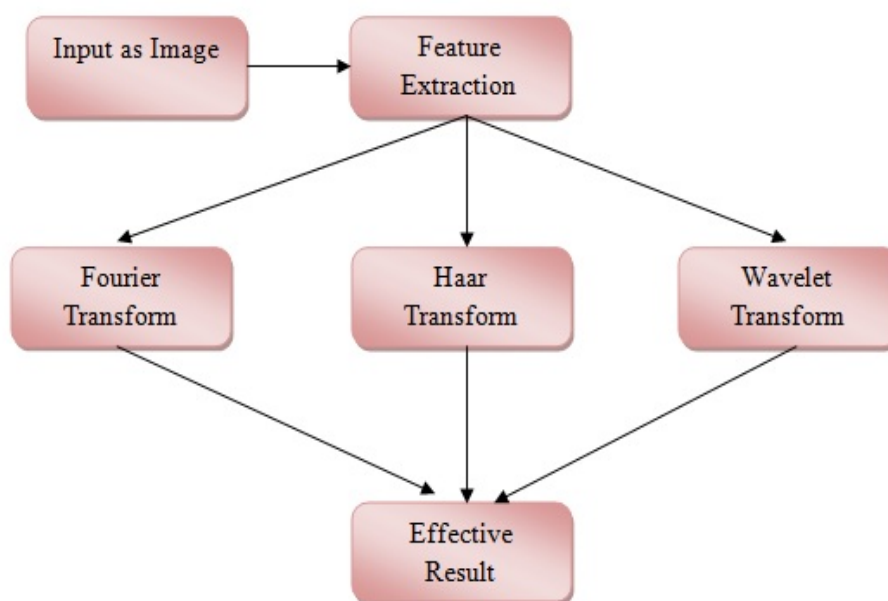 Input as Image
Feature
Extraction
Fourier
Transform
Haar
Transform
Wavelet
Transform
Effective
Result